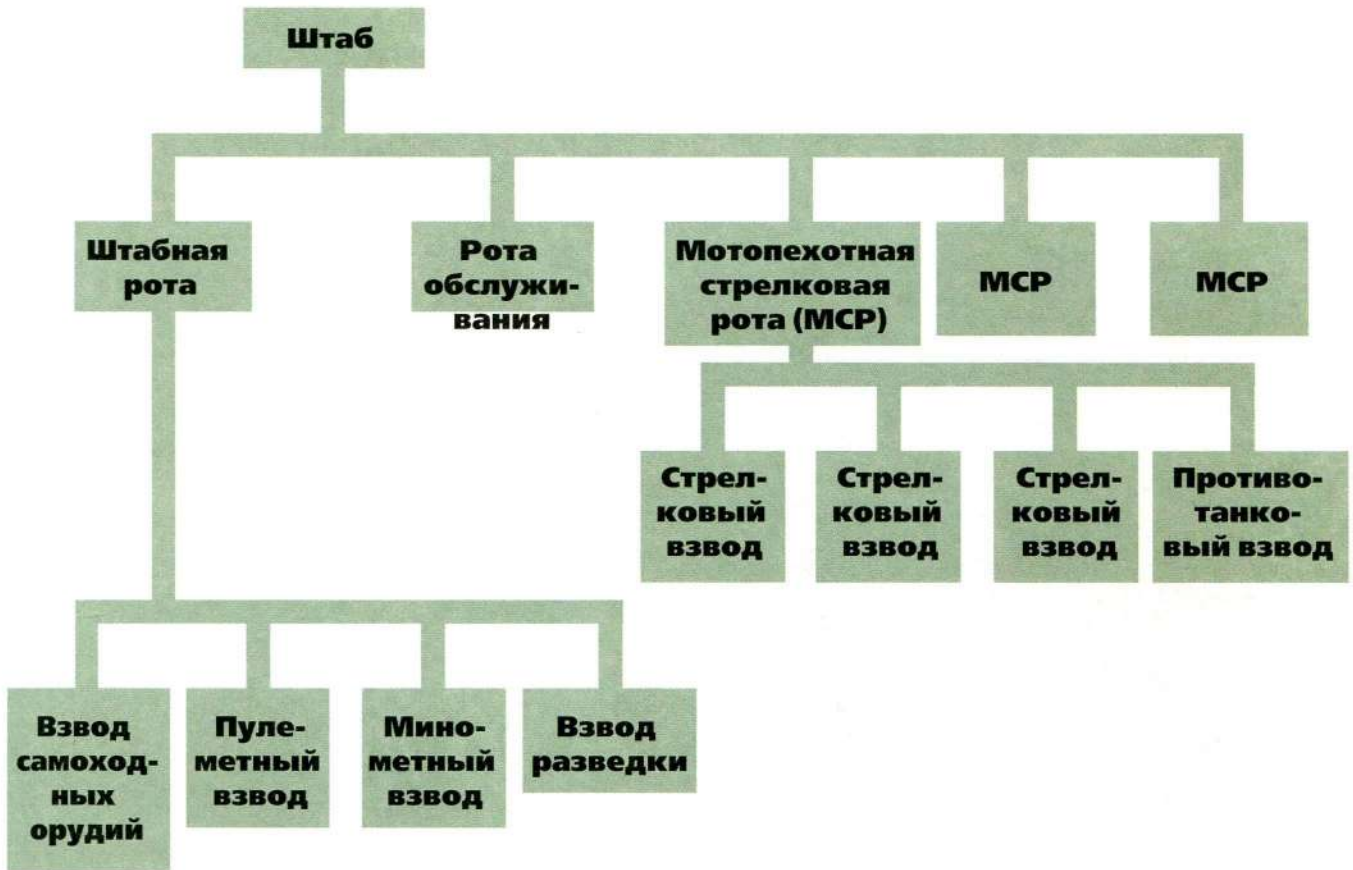 Штаб
Штабная
рота
Рота
обслужи-
вания
Мотопехотная
стрелковая
рота (МСР)
МСР
МСР
Стрел-
ковый
взвод
Стрел-
ковый
взвод
Стрел-
ковый
взвод
Противо-
танко-
вый взвод
Взвод
самоход-
ных
орудий
Пуле-
метный
взвод
Мино-
метный
взвод
Взвод
разведки